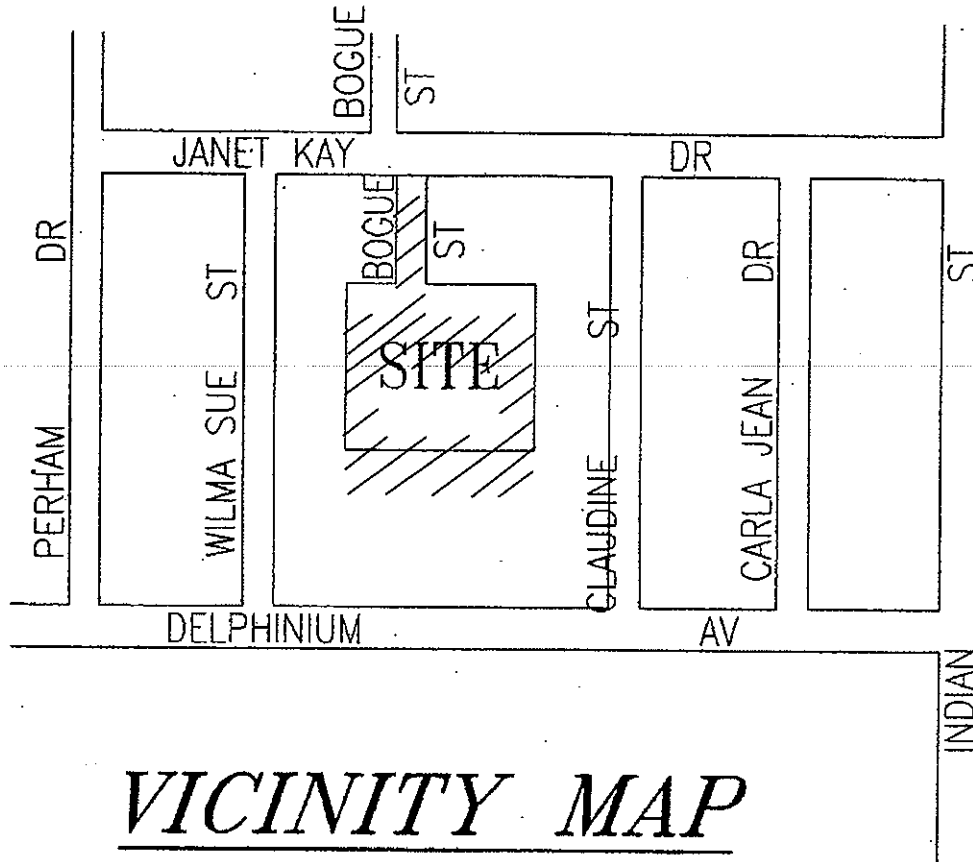 BOGUE
ST
JANET KAY
DR
BOGUE
ST
DR
PERHAM
ST
WILMA SUE
SITE
ST
CLAUDINE
DR
CARLA JEAN
ST
INDIAN
DELPHINIUM
AV
VICINITY MAP